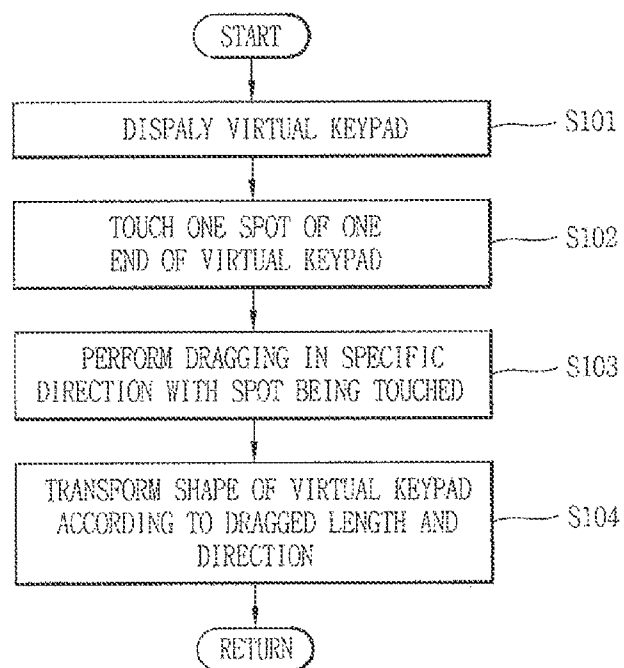 START
DISPALY VIRTUAL KEYPAD
S101
TOUCH ONE SPOT OF ONE
END OF VIRTUAL KEYPAD
S102
PERFORM DRAGGING IN SPECIFIC
DIRECTION WITH SPOT BEING TOUCHED
S103
TRANSFORM SHAPE OF VIRTUAL KEYPAD
ACCORDING TO DRAGGED LENGTH AND
DIRECTION
S104
RETURN